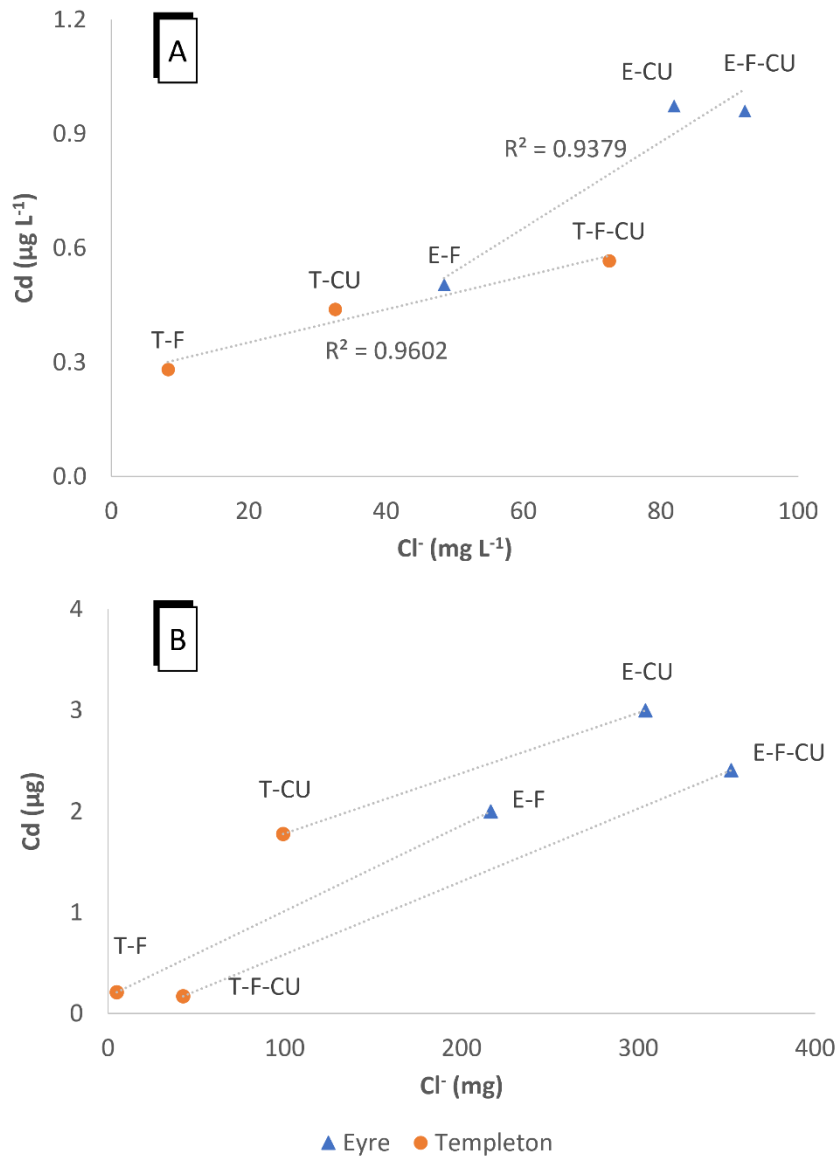 A
1.2
0.9
0.6
0.3
0.0
Cd (µg L⁻¹)
E-CU
E-F-CU
R² = 0.9379
T-F-CU
E-F
T-CU
T-F
R² = 0.9602
0 20 40 60 80 100
Cl⁻ (mg L⁻¹)
B
4
3
2
1
0
Cd (µg)
E-CU
E-F-CU
T-CU
E-F
T-F
T-F-CU
0 100 200 300 400
Cl⁻ (mg)
Eyre Templeton